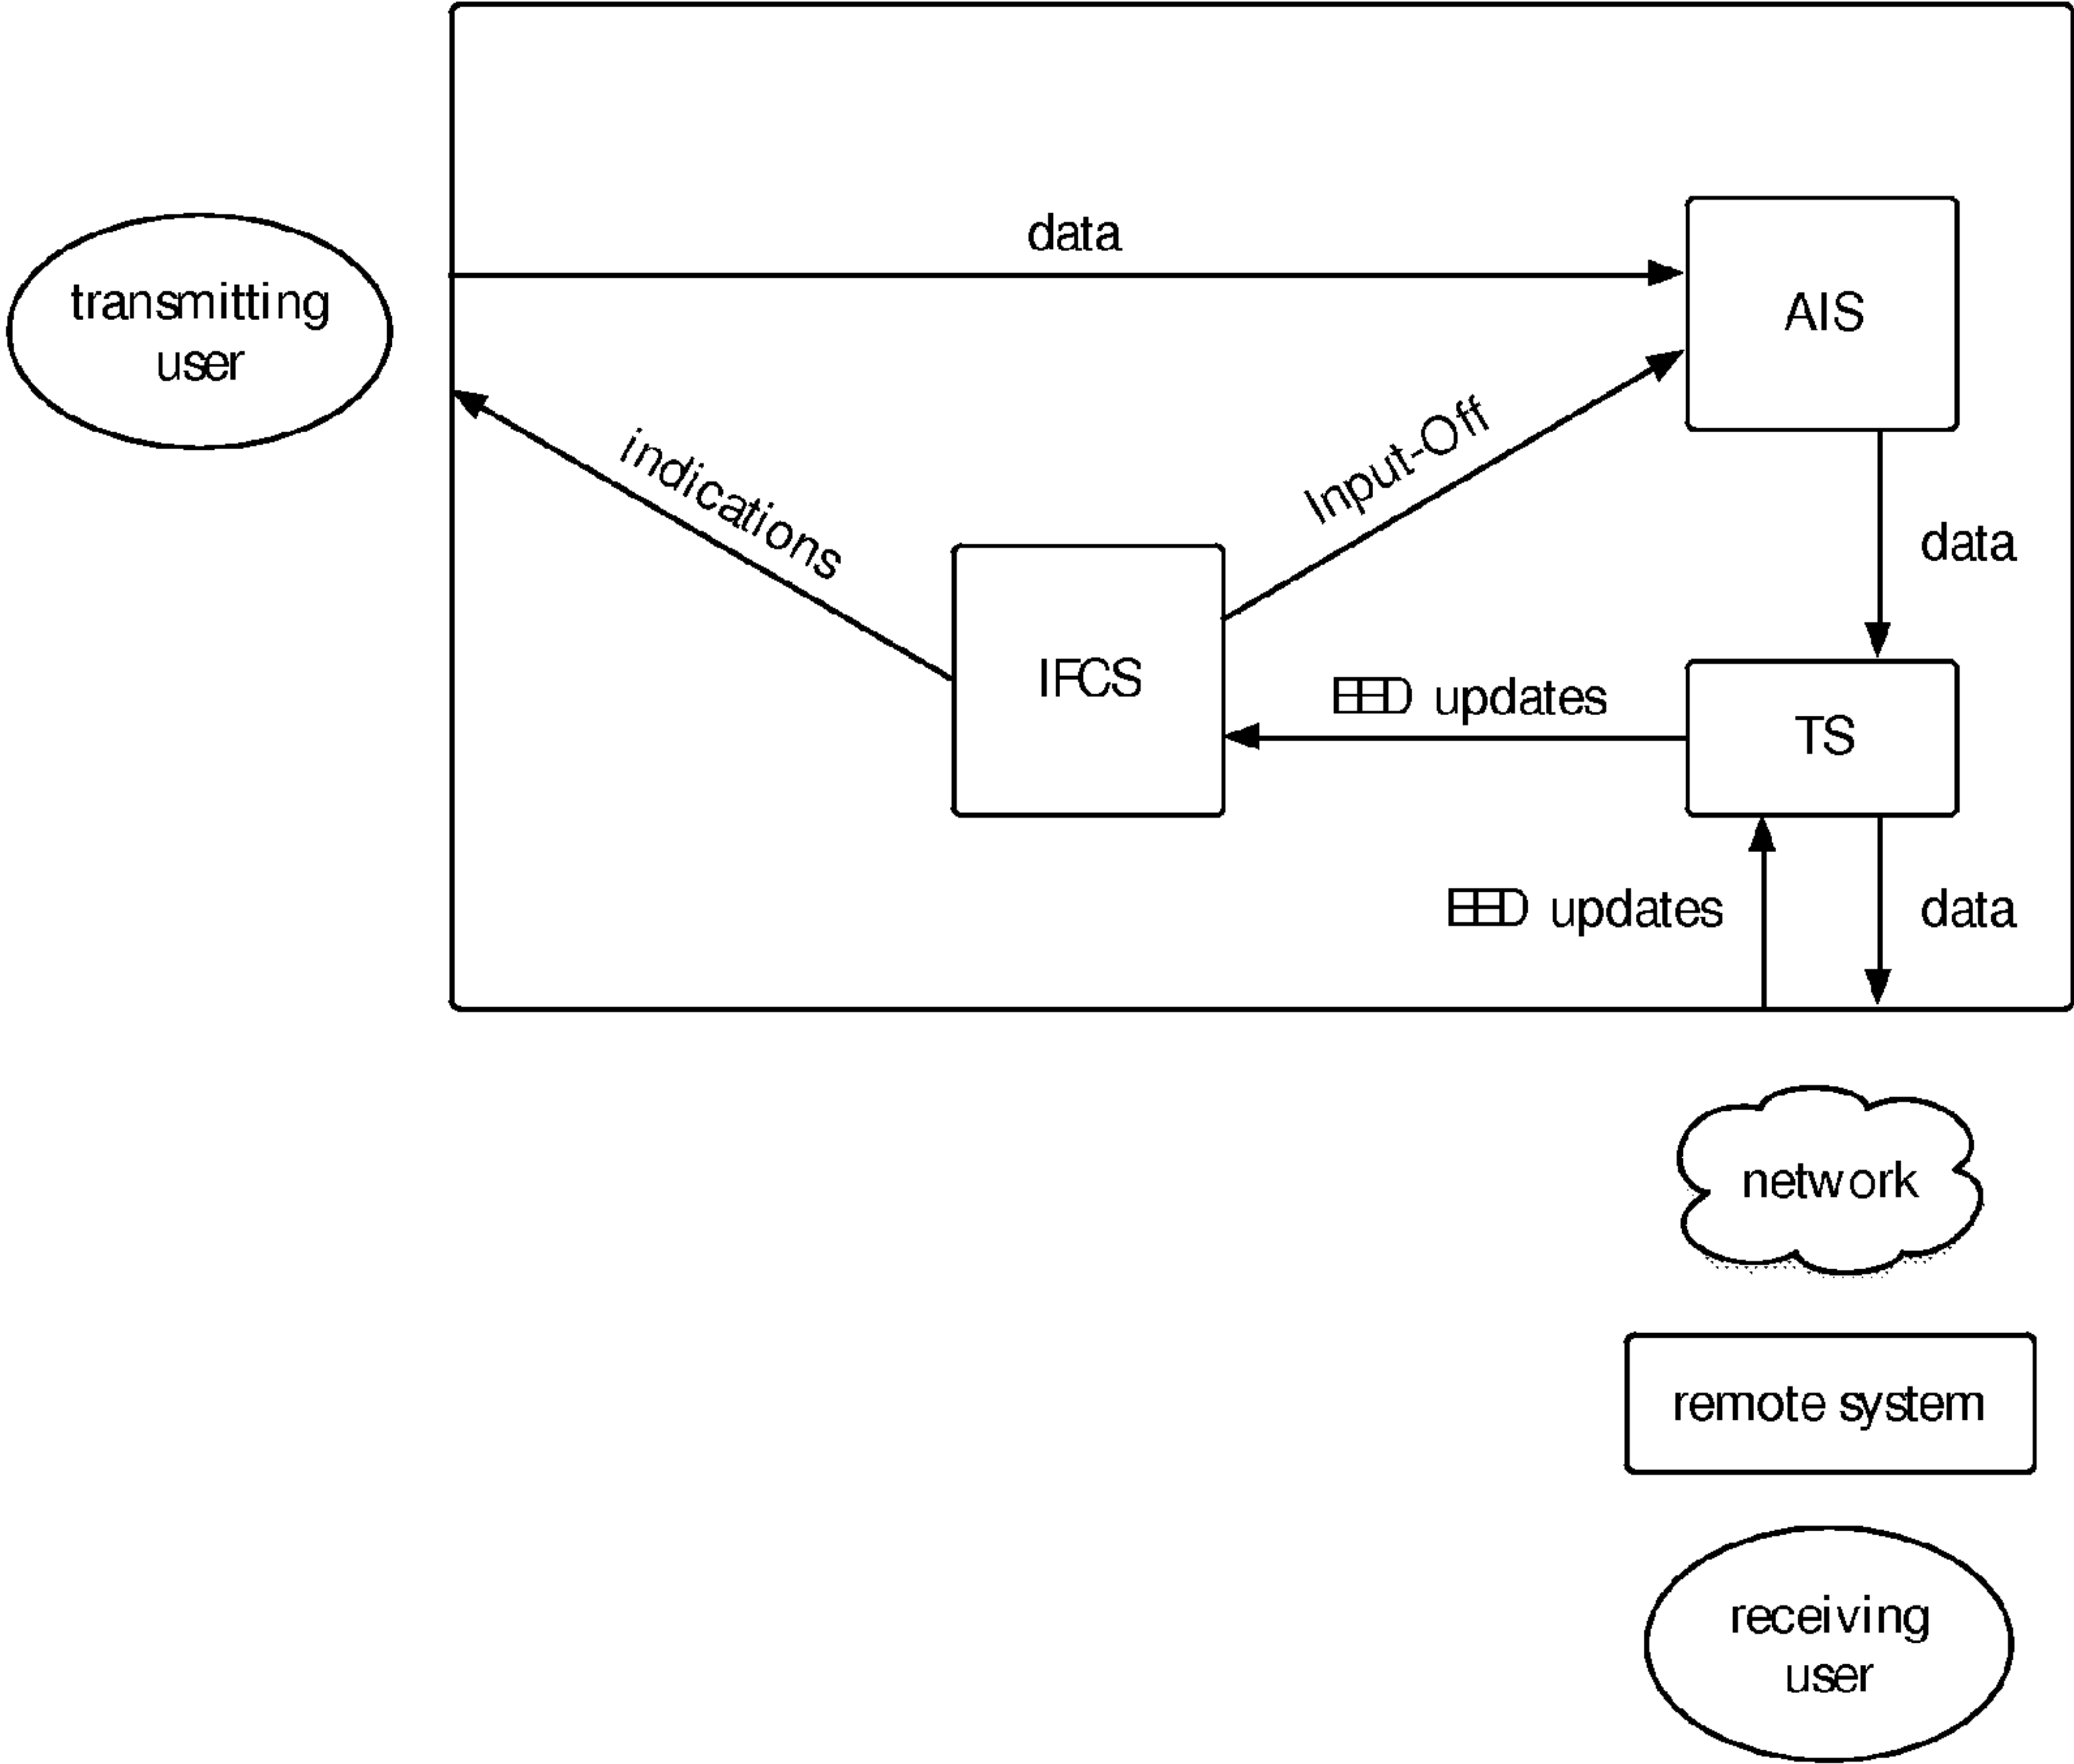 data
AIS
transmitting
user
indications
Input-Off
data
IFCS
updates
TS
updates
data
network
remote system
receiving
user